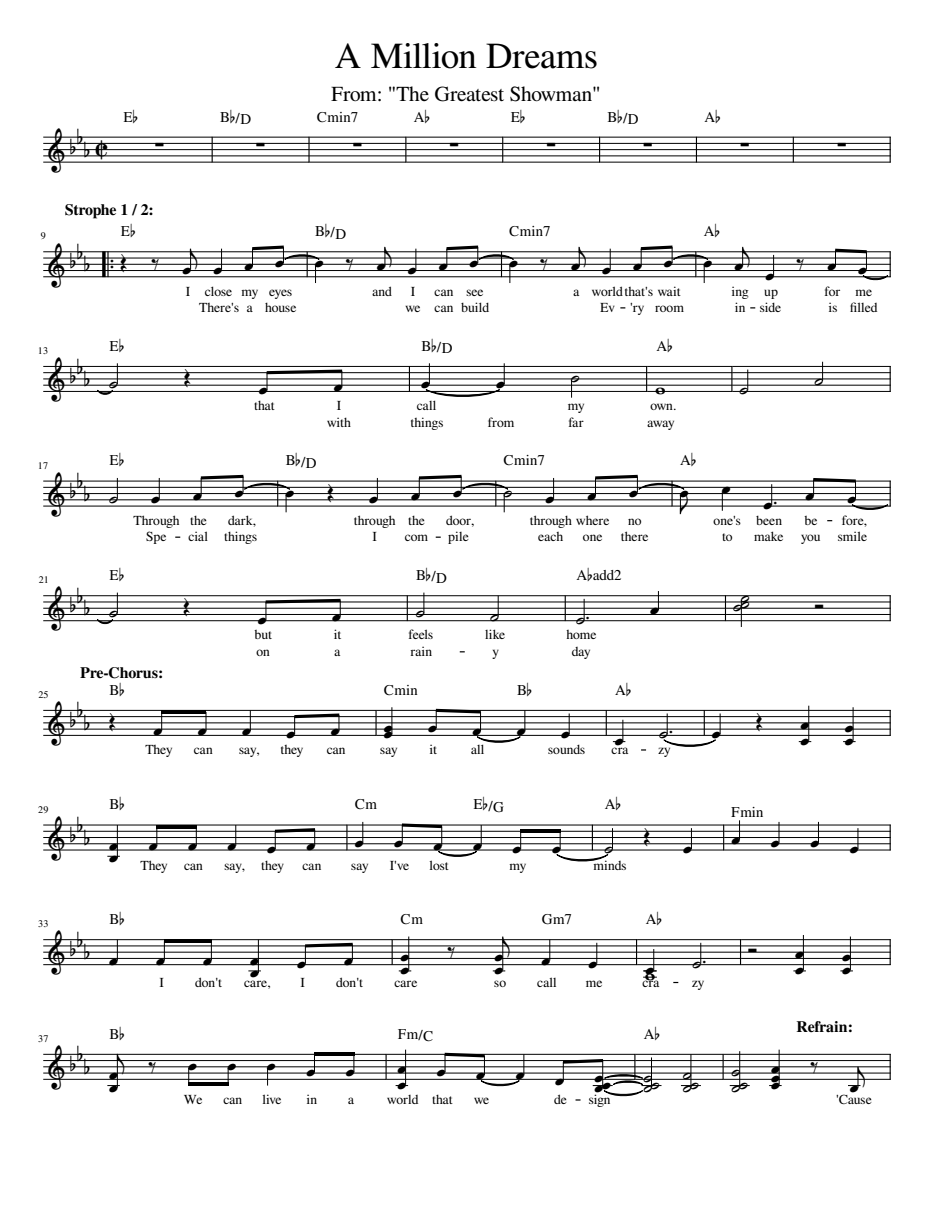 A Million Dreams
From: "The Greatest Showman"
E♭ B♭/D Cmin7 A♭ E♭ B♭/D A♭
Strophe 1 / 2:
9 E♭ B♭/D Cmin7 A♭
I close my eyes and I can see a world that's wait ing up for me
There's a house we can build Ev - 'ry room in - side is filled
13 E♭ B♭/D A♭
that I call my own.
with things from far away
17 E♭ B♭/D Cmin7 A♭
Through the dark, through the door, through where no one's been be - fore,
Spe - cial things I com - pile each one there to make you smile
21 E♭ B♭/D A♭add2
but it feels like home
on a rain - y day
Pre-Chorus:
25 B♭ Cmin B♭ A♭
They can say, they can say it all sounds cra - zy
29 B♭ Cm E♭/G A♭ Fmin
They can say, they can say I've lost my minds
33 B♭ Cm Gm7 A♭
I don't care, I don't care so call me cra - zy
Refrain:
37 B♭ Fm/C A♭
We can live in a world that we de - sign 'Cause